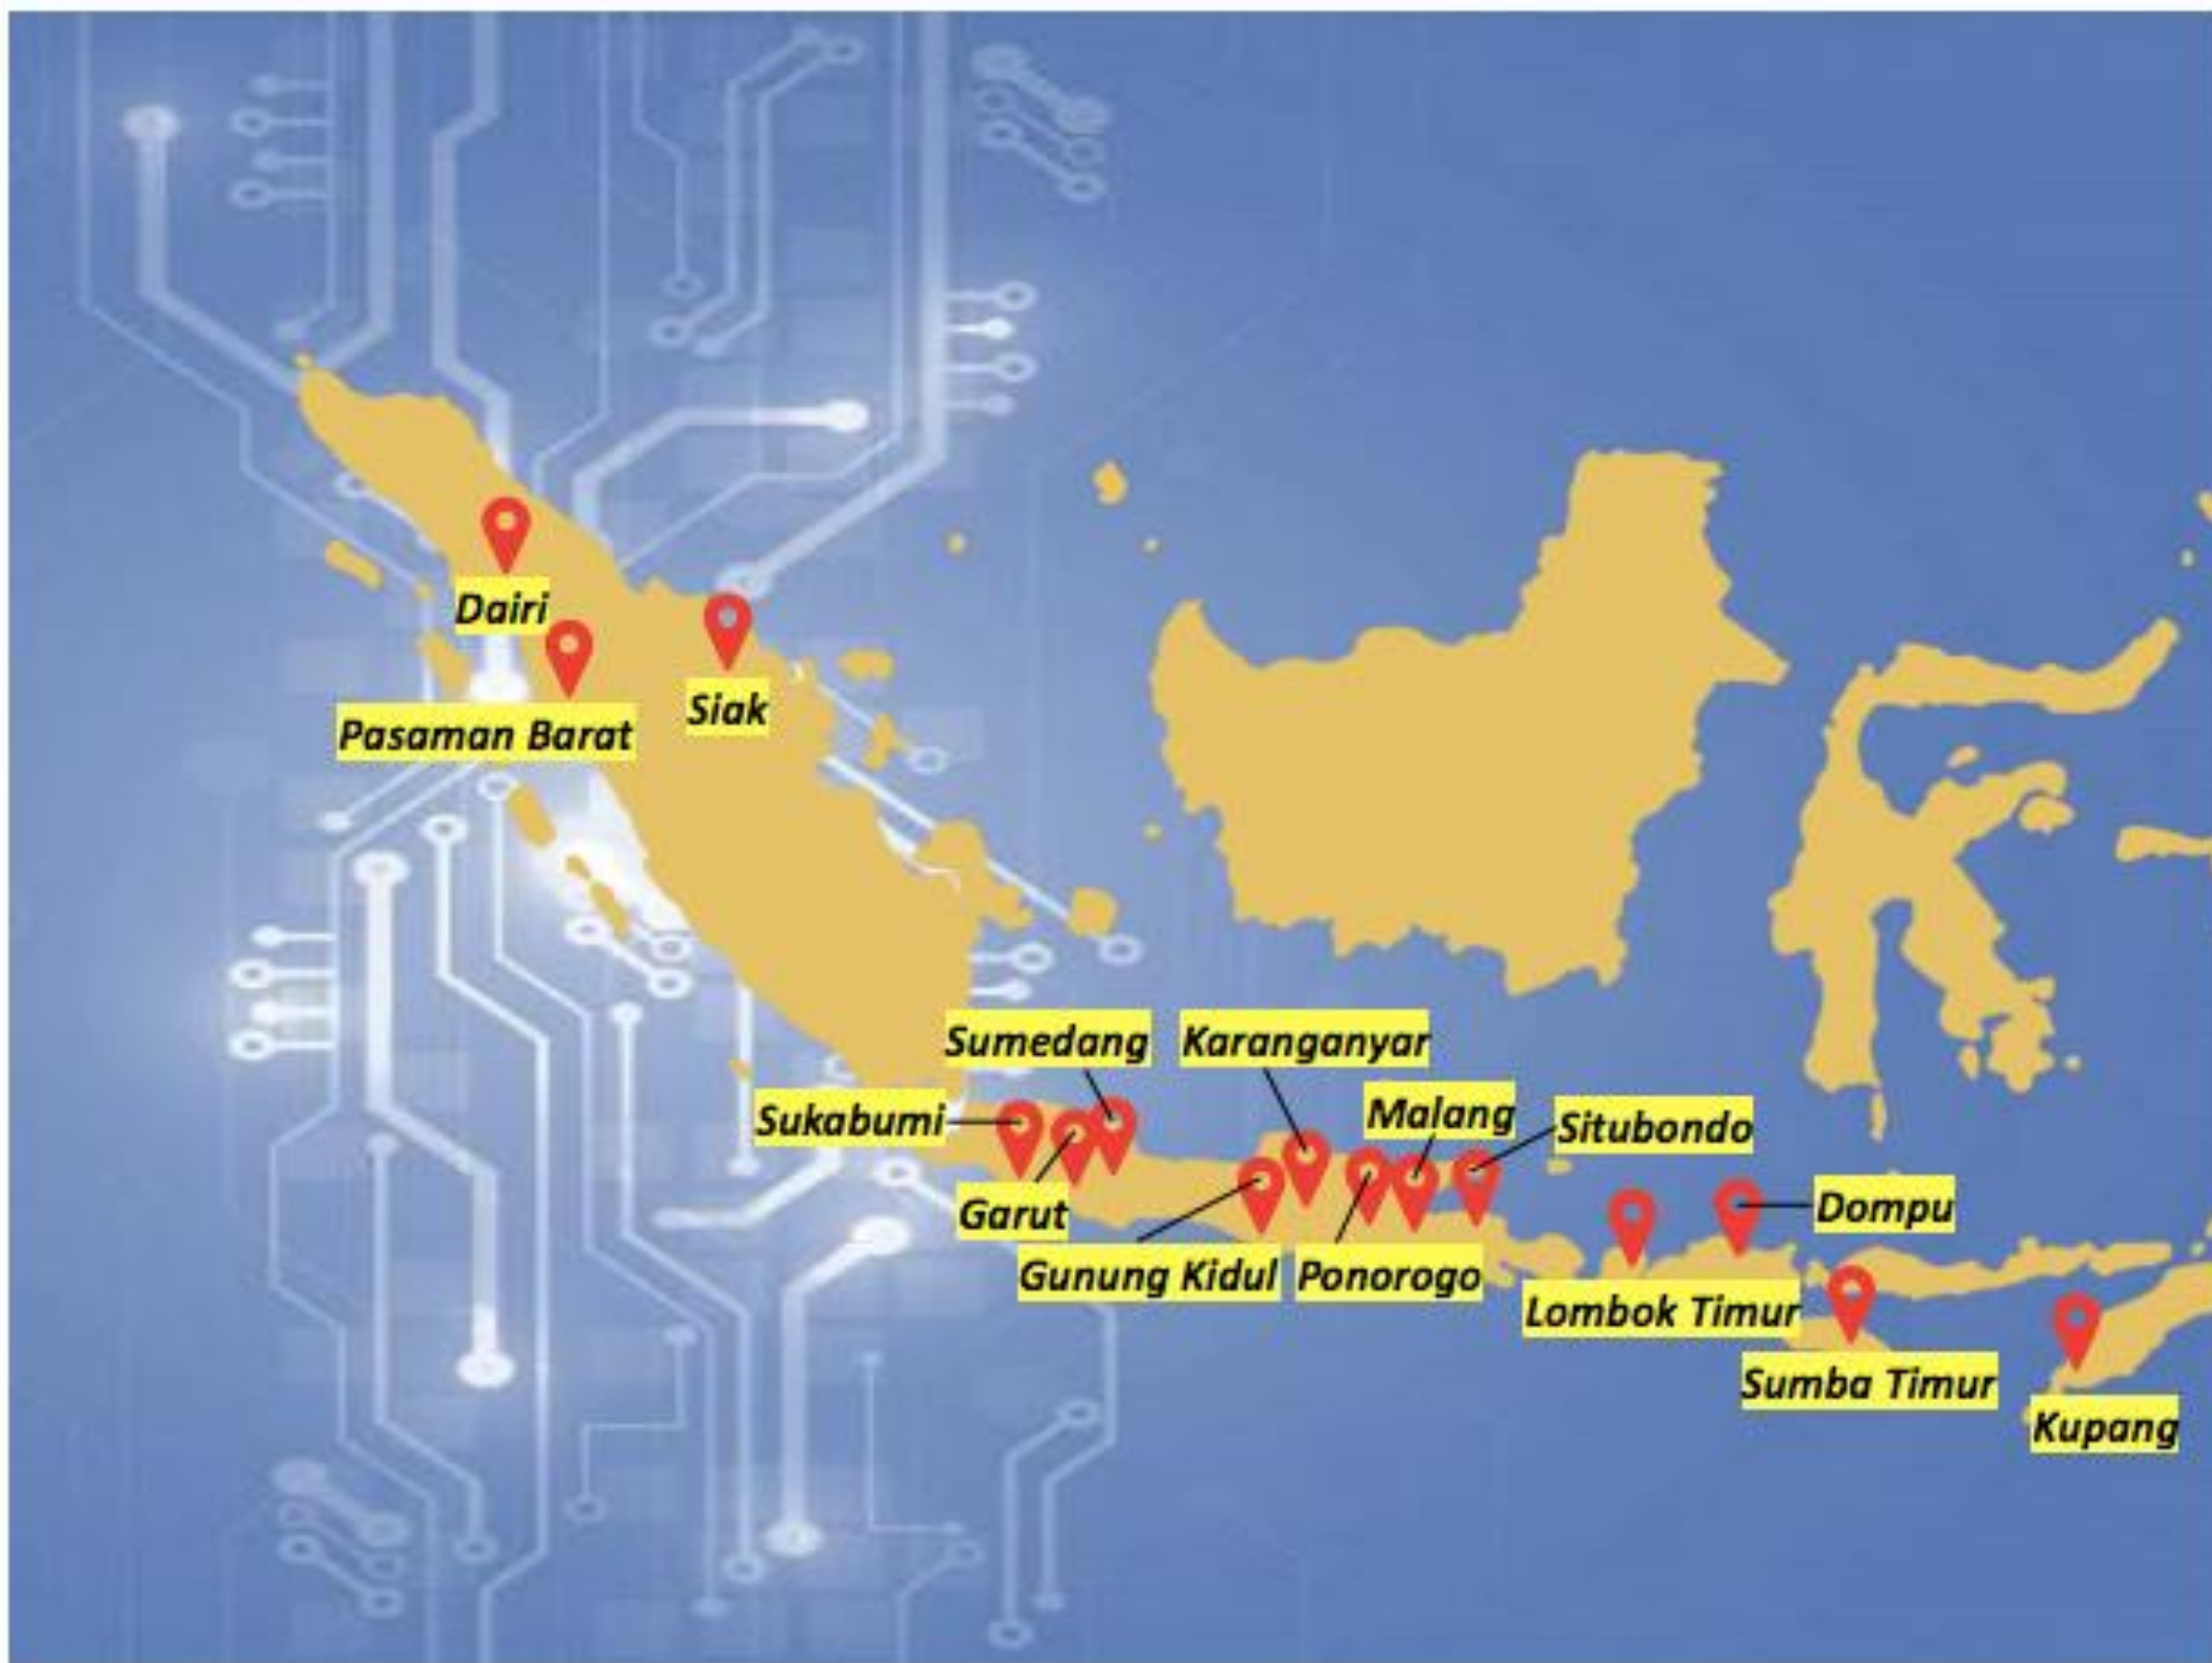 Dairi
Pasaman Barat
Siak
Sumedang
Karanganyar
Sukabumi
Malang
Situbondo
Garut
Dompu
Gunung Kidul
Ponorogo
Lombok Timur
Sumba Timur
Kupang